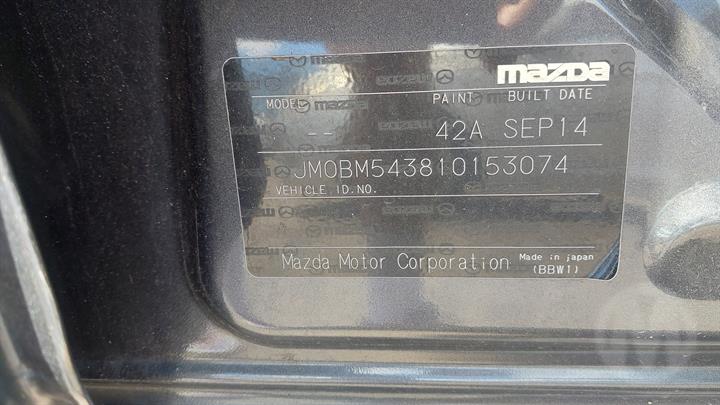 mazda
MODEL PAINT BUILT DATE
-- 42A SEP14
JM0BM543810153074
VEHICLE ID.NO.
Mazda Motor Corporation Made in japan
(BBW1)